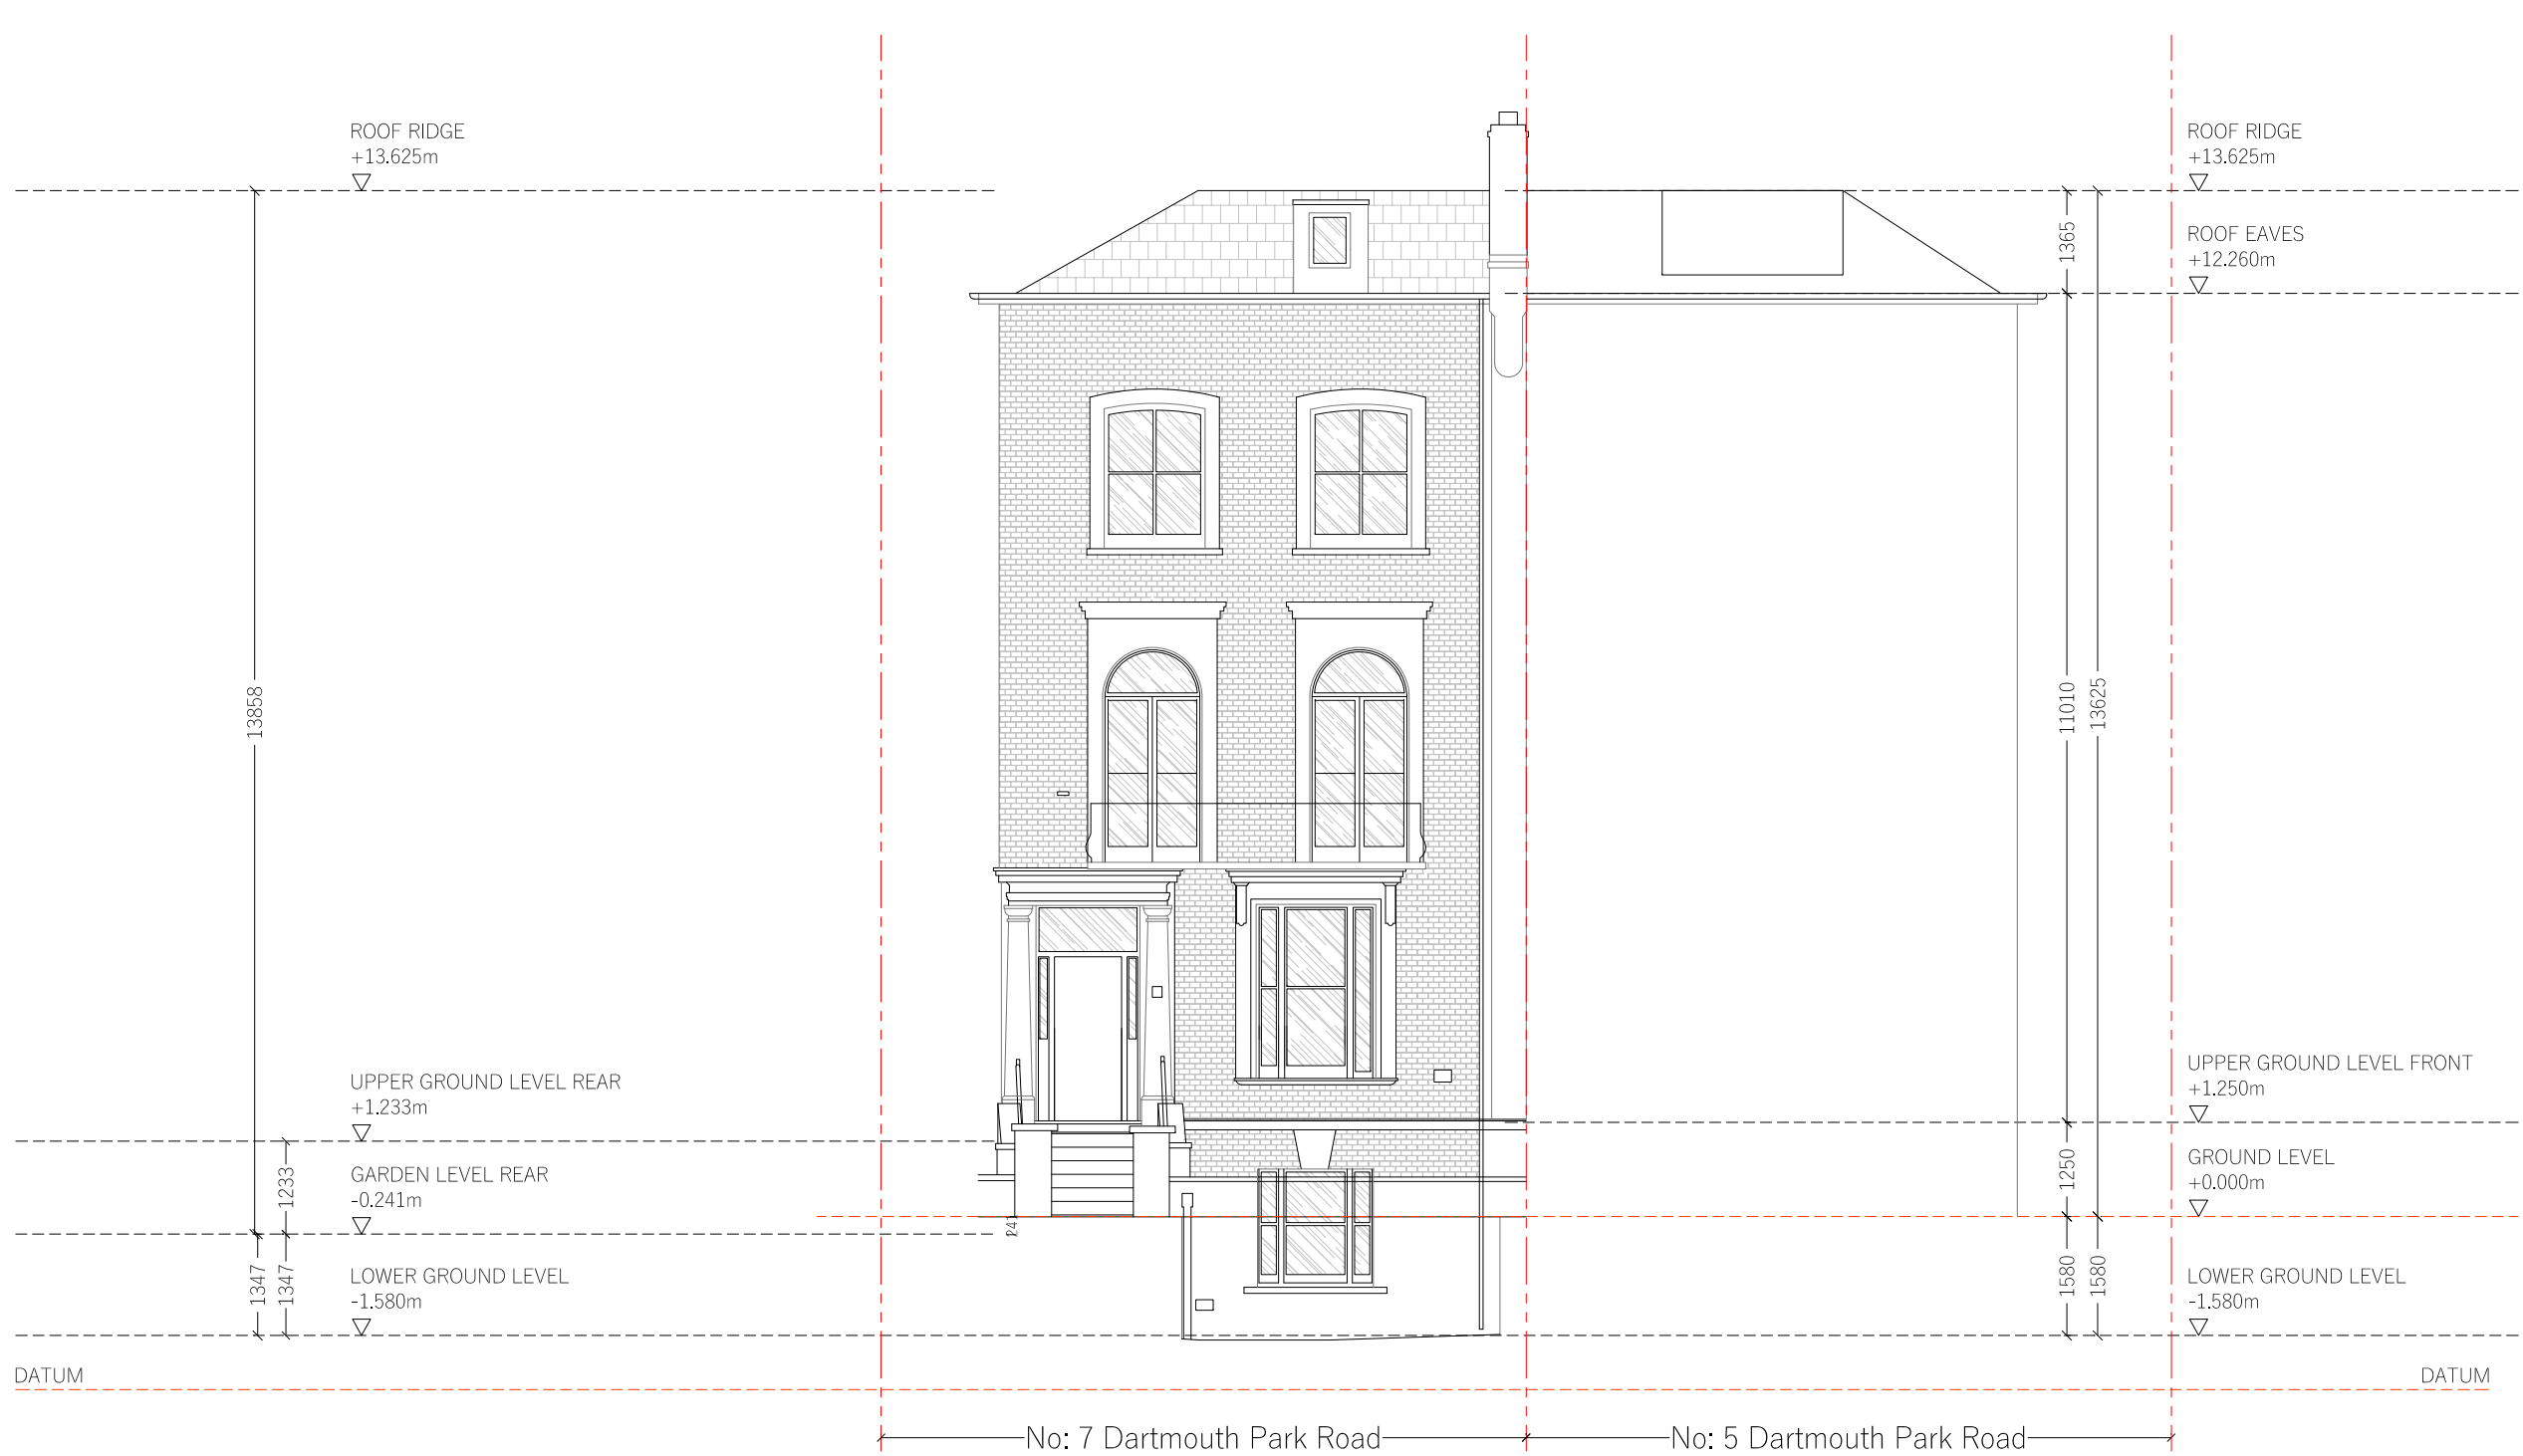 ROOF RIDGE
+13.625m
ROOF RIDGE
+13.625m
ROOF EAVES
+12.260m
1365
13858
11010
13625
UPPER GROUND LEVEL REAR
+1.233m
UPPER GROUND LEVEL FRONT
+1.250m
GARDEN LEVEL REAR
-0.241m
GROUND LEVEL
+0.000m
1233
1250
241
LOWER GROUND LEVEL
-1.580m
LOWER GROUND LEVEL
-1.580m
1347
1347
1580
1580
DATUM
DATUM
No: 7 Dartmouth Park Road
No: 5 Dartmouth Park Road